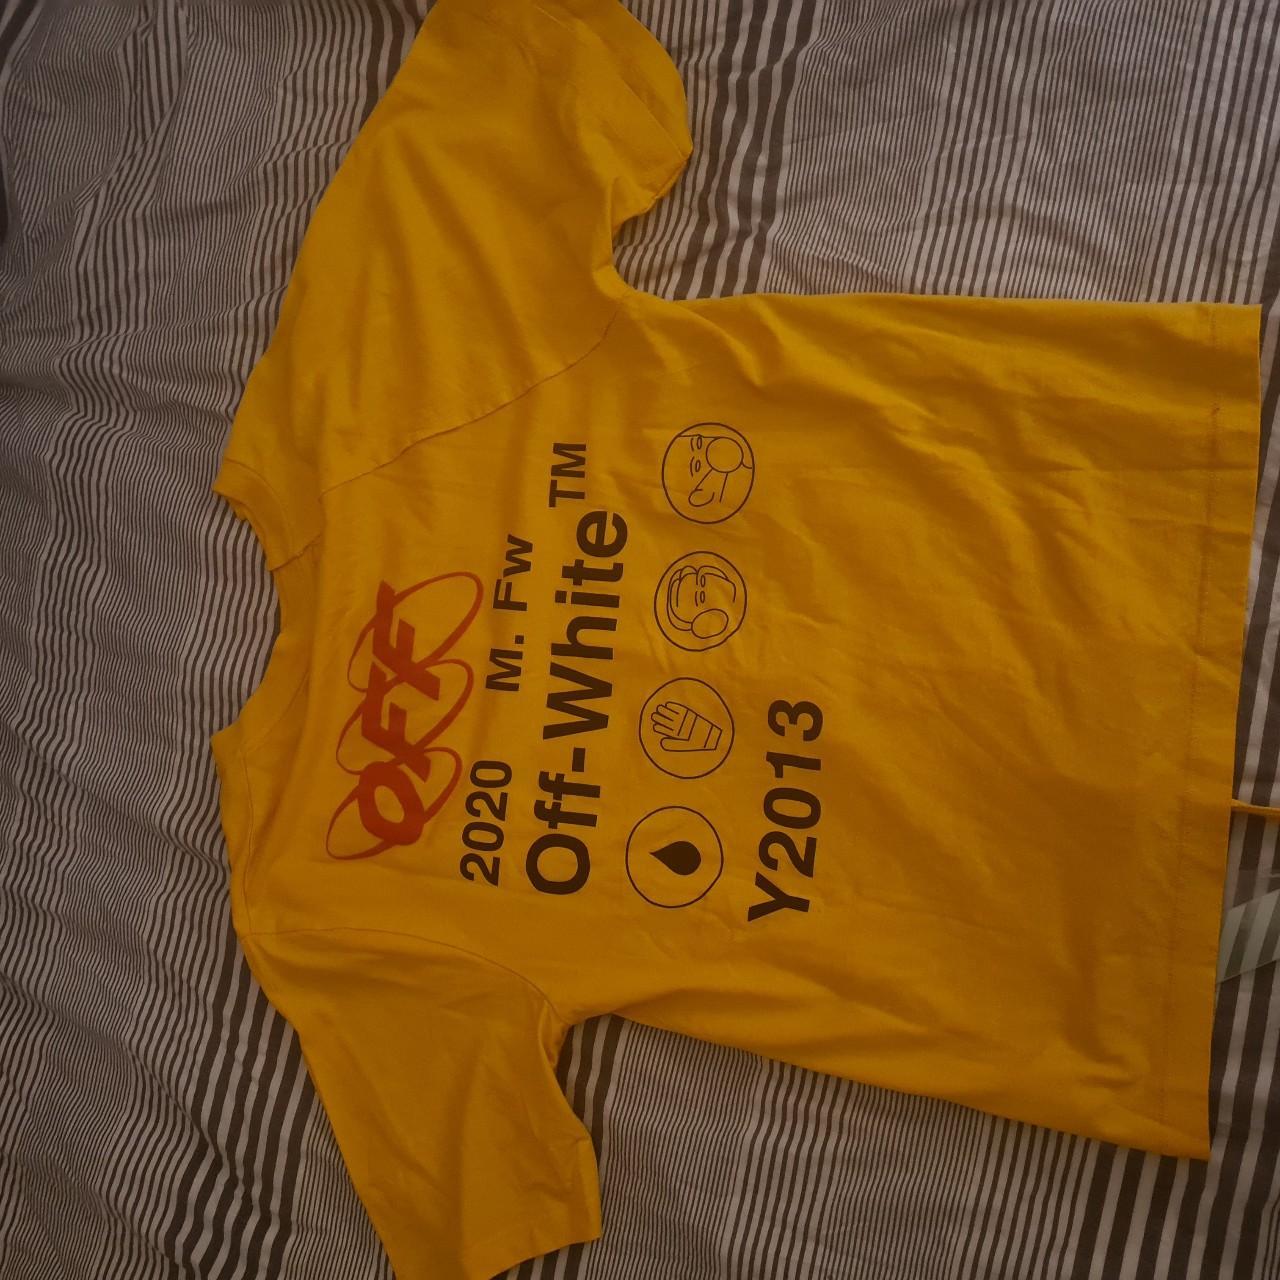 OFF
2020 M. Fw
Off-White™
Y2013